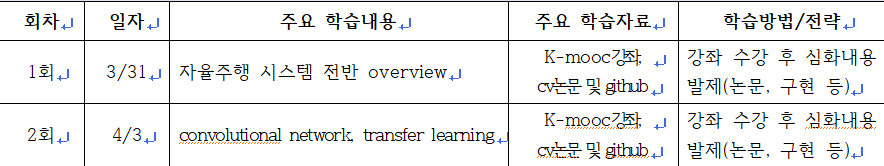 회차 일자 주요 학습내용 주요 학습자료 학습방법/전략
1회 3/31 자율주행 시스템 전반 overview K-mooc강좌, cv논문 및 github 강좌 수강 후 심화내용 발제(논문, 구현 등)
2회 4/3 convolutional network, transfer learning K-mooc강좌, cv논문 및 github 강좌 수강 후 심화내용 발제(논문, 구현 등)